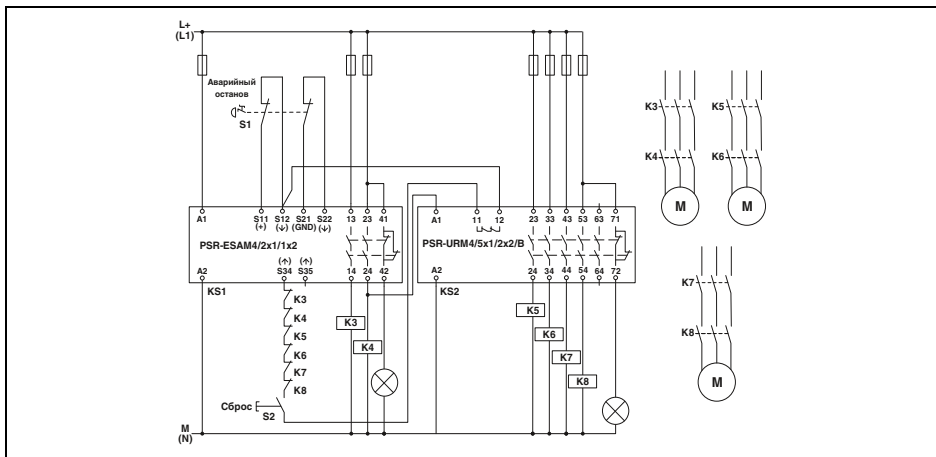 L+
(L1)
Аварийный
останов
S1
K3
K5
K4
K6
M
M
A1
S11
(+)
S12
(↓)
S21
(GND)
S22
(↓)
13
23
41
A1
11
12
23
33
43
53
63
71
PSR-ESAM4/2x1/1x2
PSR-URM4/5x1/2x2/B
A2
(↑)
S34
(↑)
S35
14
24
42
A2
24
34
44
54
64
72
KS1
KS2
K3
K4
K5
K6
K7
K8
K3
K4
K5
K6
K7
K8
K7
K8
M
Сброс
S2
M
(N)